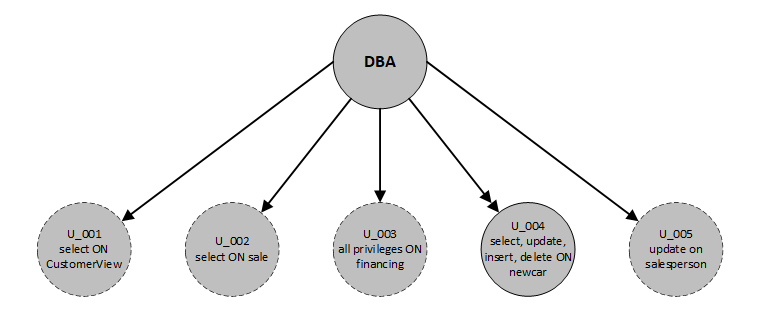 DBA
U_001
select ON
CustomerView
U_002
select ON sale
U_003
all privileges ON
financing
U_004
select, update,
insert, delete ON
newcar
U_005
update on
salesperson